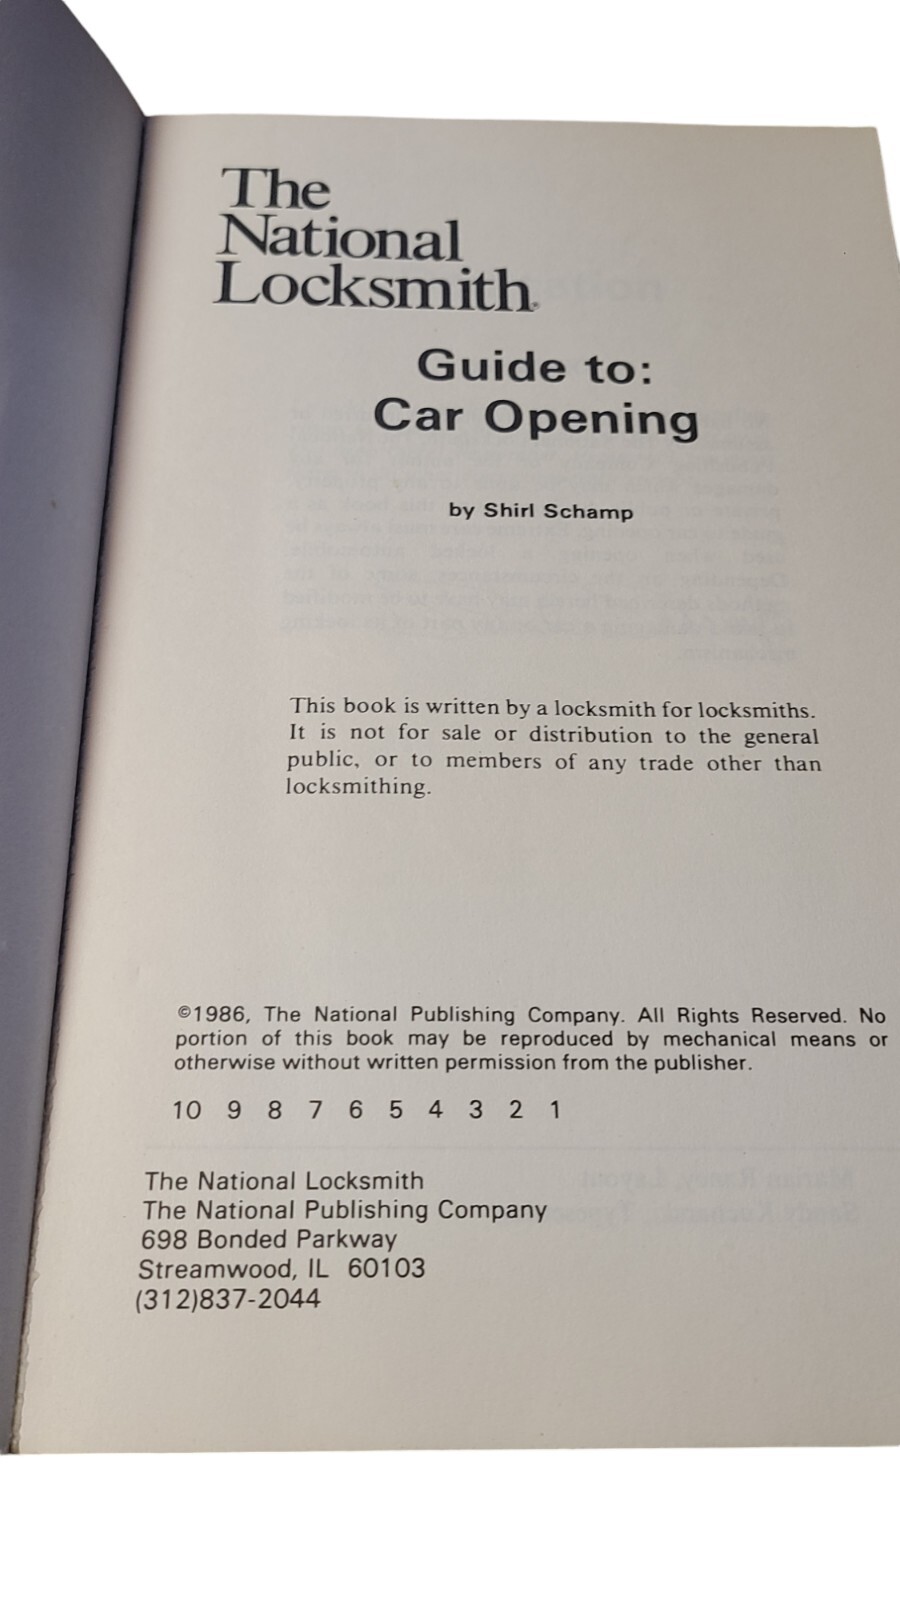 The
National
Locksmith®
Guide to:
Car Opening
by Shirl Schamp
This book is written by a locksmith for locksmiths.
It is not for sale or distribution to the general
public, or to members of any trade other than
locksmithing.
©1986, The National Publishing Company. All Rights Reserved. No
portion of this book may be reproduced by mechanical means or
otherwise without written permission from the publisher.
10 9 8 7 6 5 4 3 2 1
The National Locksmith
The National Publishing Company
698 Bonded Parkway
Streamwood, IL 60103
(312)837-2044